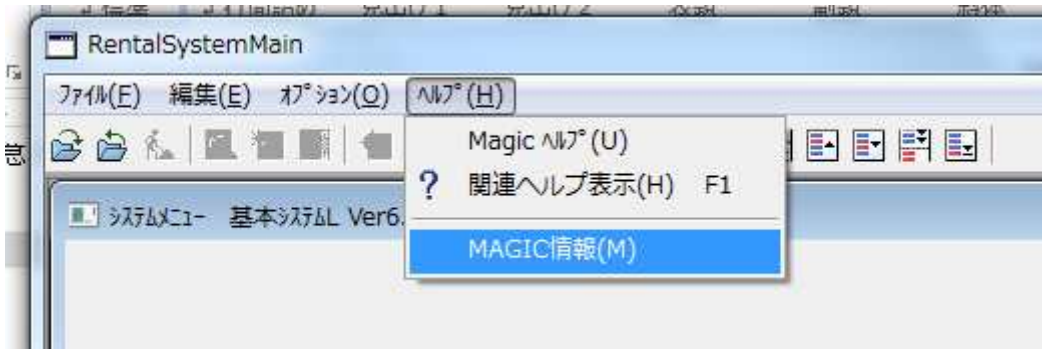 RentalSystemMain
ﾌｧｲﾙ(F) 編集(E) ｵﾌﾟｼｮﾝ(O) ﾍﾙﾌﾟ(H)
Magic ﾍﾙﾌﾟ(U)
? 関連ヘルプ表示(H) F1
ｼｽﾃﾑﾒﾆｭｰ 基本ｼｽﾃﾑL Ver6.
MAGIC情報(M)